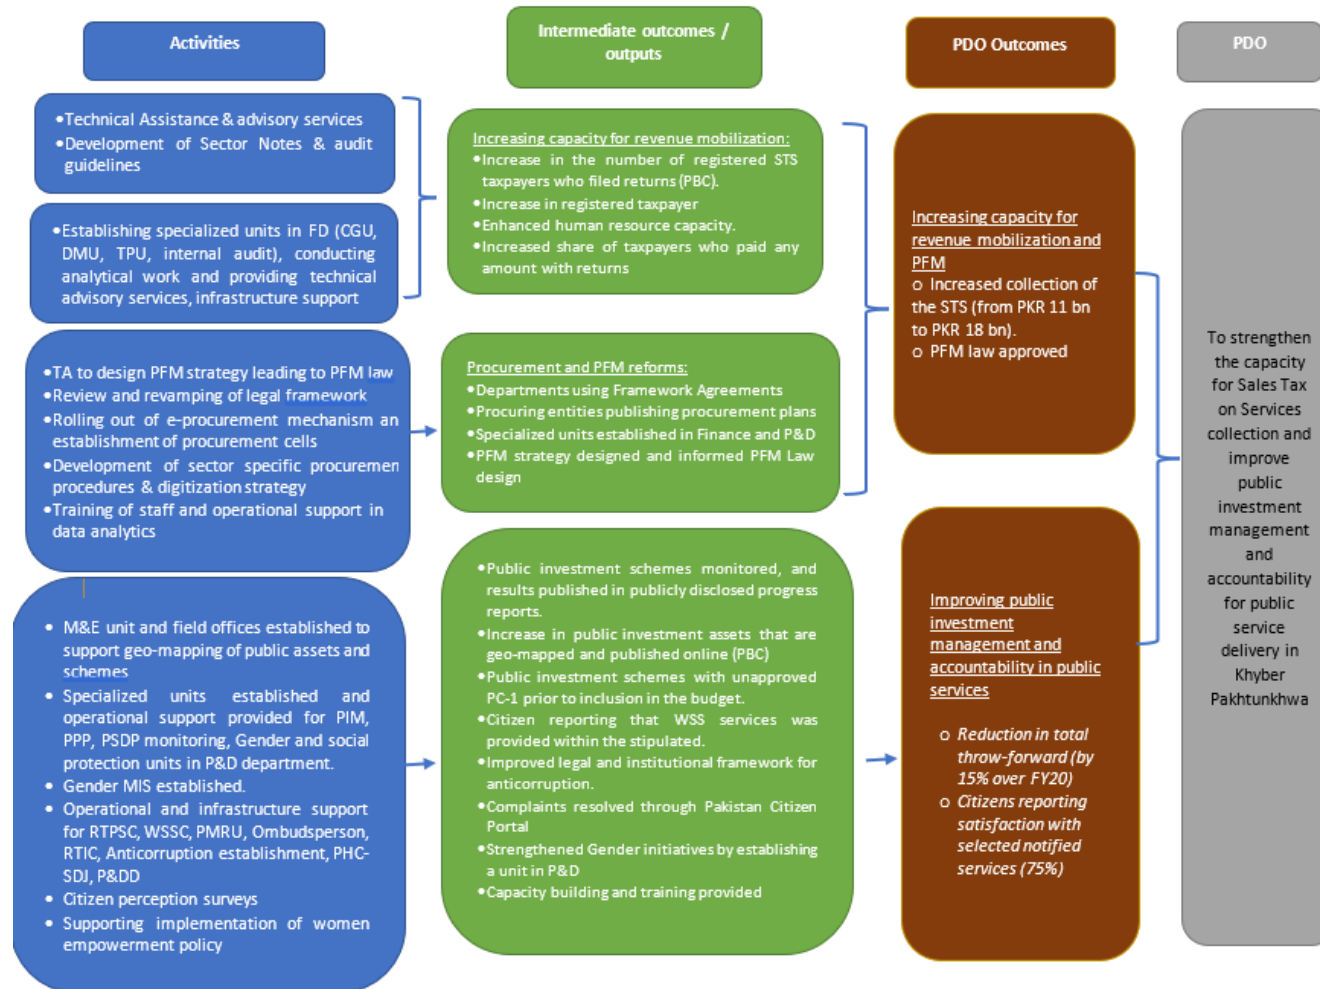 Activities
Intermediate outcomes /
outputs
PDO Outcomes
PDO
•Technical Assistance & advisory services
•Development of Sector Notes & audit
guidelines
•Establishing specialized units in FD (CGU,
DMU, TPU, internal audit), conducting
analytical work and providing technical
advisory services, infrastructure support
•TA to design PFM strategy leading to PFM law
•Review and revamping of legal framework
•Rolling out of e-procurement mechanism an
establishment of procurement cells
•Development of sector specific procuremen
procedures & digitization strategy
•Training of staff and operational support in
data analytics
• M&E unit and field offices established to
support geo-mapping of public assets and
schemes
• Specialized units established and
operational support provided for PIM,
PPP, PSDP monitoring, Gender and social
protection units in P&D department.
• Gender MIS established.
• Operational and infrastructure support
for RTPSC, WSSC, PMRU, Ombudsperson,
RTIC, Anticorruption establishment, PHC-
SDJ, P&DD
• Citizen perception surveys
• Supporting implementation of women
empowerment policy
Increasing capacity for revenue mobilization:
•Increase in the number of registered STS
taxpayers who filed returns (PBC).
•Increase in registered taxpayer
•Enhanced human resource capacity.
•Increased share of taxpayers who paid any
amount with returns
Procurement and PFM reforms:
•Departments using Framework Agreements
•Procuring entities publishing procurement plans
•Specialized units established in Finance and P&D
•PFM strategy designed and informed PFM Law
design
•Public investment schemes monitored, and
results published in publicly disclosed progress
reports.
•Increase in public investment assets that are
geo-mapped and published online (PBC)
•Public investment schemes with unapproved
PC-1 prior to inclusion in the budget.
•Citizen reporting that WSS services was
provided within the stipulated.
•Improved legal and institutional framework for
anticorruption.
•Complaints resolved through Pakistan Citizen
Portal
•Strengthened Gender initiatives by establishing
a unit in P&D
•Capacity building and training provided
Increasing capacity for
revenue mobilization and
PFM
o Increased collection of
the STS (from PKR 11 bn
to PKR 18 bn).
o PFM law approved
Improving public
investment
management and
accountability in public
services
o Reduction in total
throw-forward (by
15% over FY20)
o Citizens reporting
satisfaction with
selected notified
services (75%)
To strengthen
the capacity
for Sales Tax
on Services
collection and
improve
public
investment
management
and
accountability
for public
service
delivery in
Khyber
Pakhtunkhwa